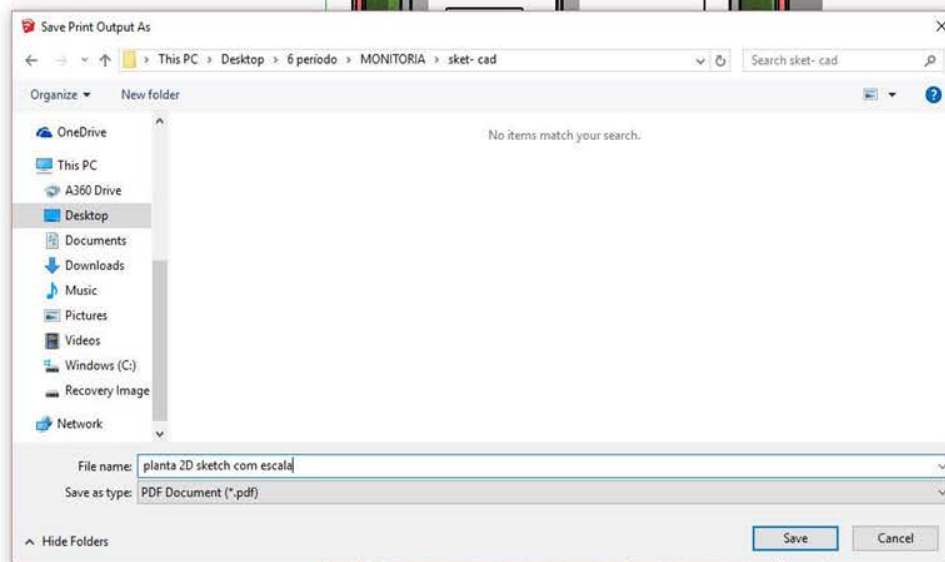 Save Print Output As
This PC › Desktop › 6 periodo › MONITORIA › sket- cad
Search sket- cad
Organize
New folder
OneDrive
This PC
A360 Drive
Desktop
Documents
Downloads
Music
Pictures
Videos
Windows (C:)
Recovery Image
Network
No items match your search.
File name: planta 2D sketch com escala
Save as type: PDF Document (*.pdf)
Hide Folders
Save
Cancel